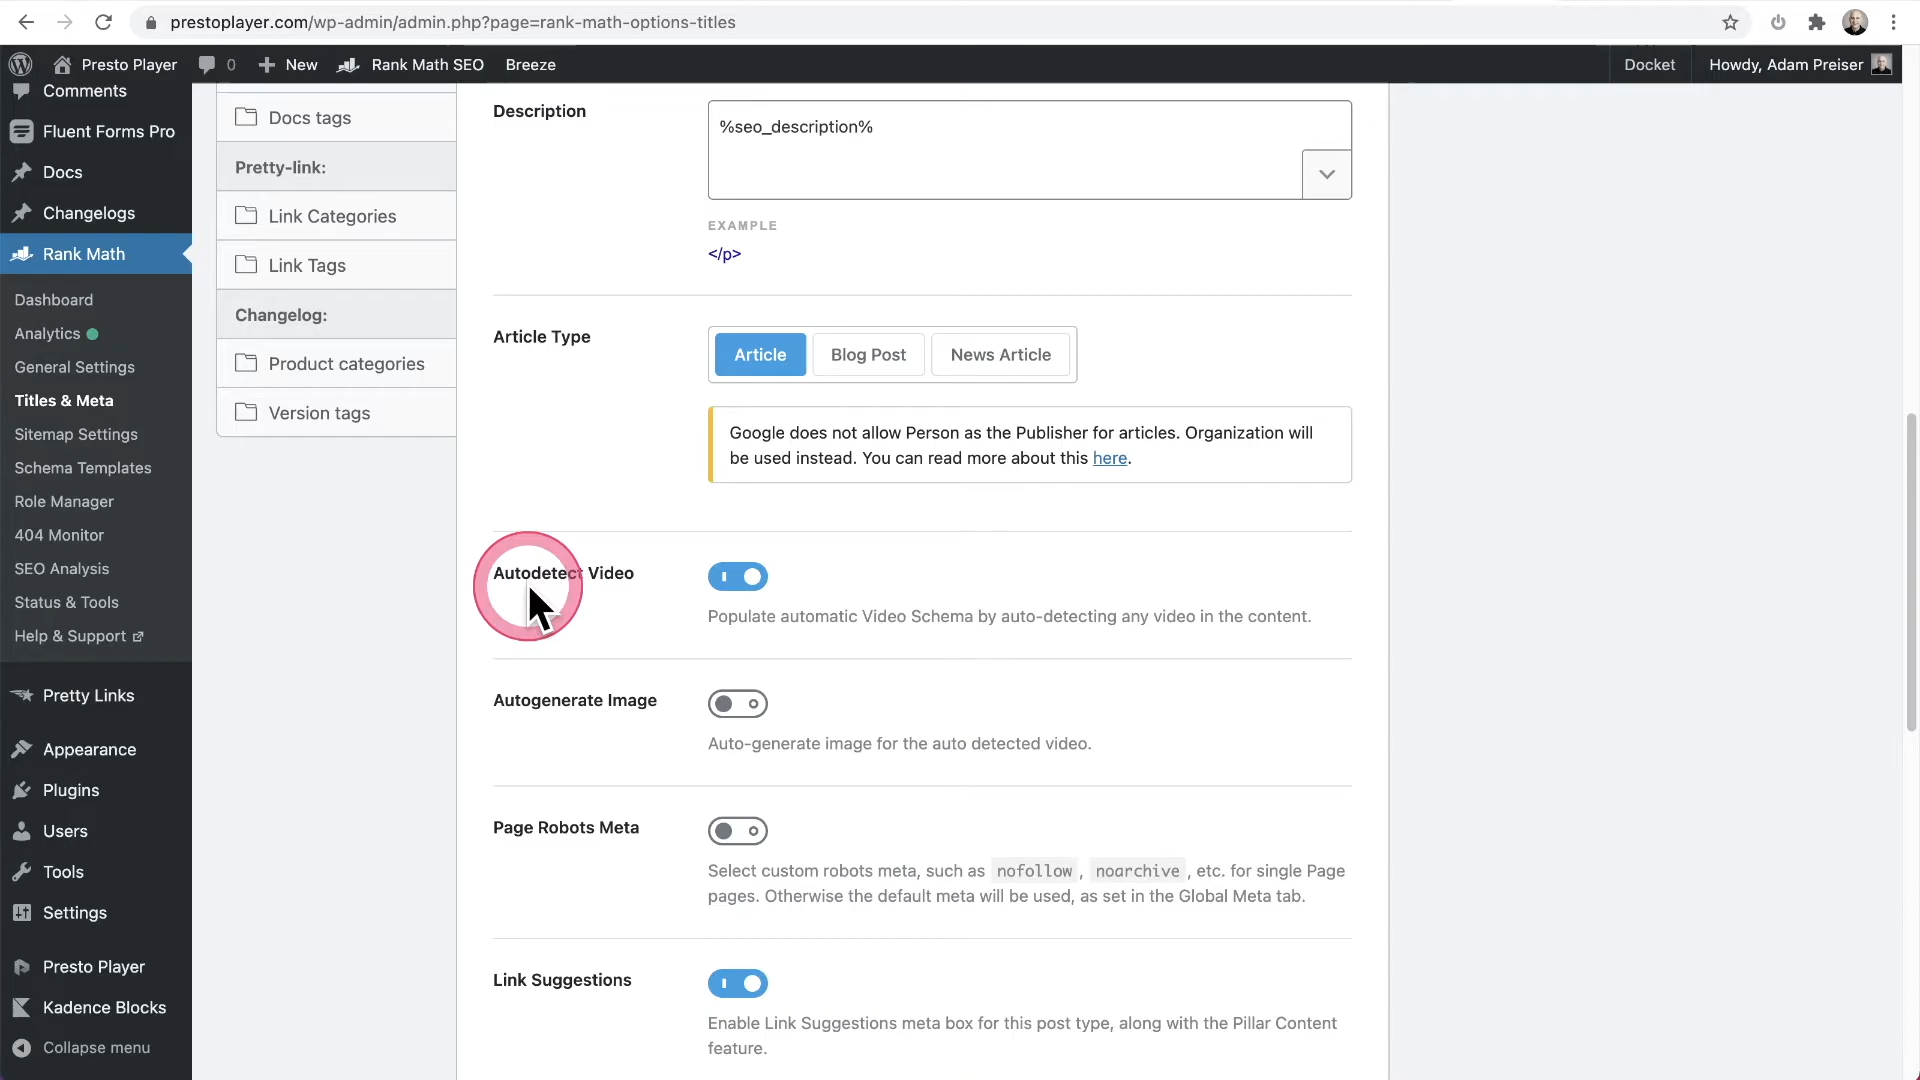 prestoplayer.com/wp-admin/admin.php?page=rank-math-options-titles
Presto Player
0
New
Rank Math SEO
Breeze
Docket
Howdy, Adam Preiser
Comments
Fluent Forms Pro
Docs
Changelogs
Rank Math
Dashboard
Analytics
General Settings
Titles & Meta
Sitemap Settings
Schema Templates
Role Manager
404 Monitor
SEO Analysis
Status & Tools
Help & Support
Pretty Links
Appearance
Plugins
Users
Tools
Settings
Presto Player
Kadence Blocks
Collapse menu
Docs tags
Pretty-link:
Link Categories
Link Tags
Changelog:
Product categories
Version tags
Description
%seo_description%
EXAMPLE
</p>
Article Type
Article
Blog Post
News Article
Google does not allow Person as the Publisher for articles. Organization will
be used instead. You can read more about this here.
Autodetect Video
Populate automatic Video Schema by auto-detecting any video in the content.
Autogenerate Image
Auto-generate image for the auto detected video.
Page Robots Meta
Select custom robots meta, such as nofollow, noarchive, etc. for single Page
pages. Otherwise the default meta will be used, as set in the Global Meta tab.
Link Suggestions
Enable Link Suggestions meta box for this post type, along with the Pillar Content
feature.